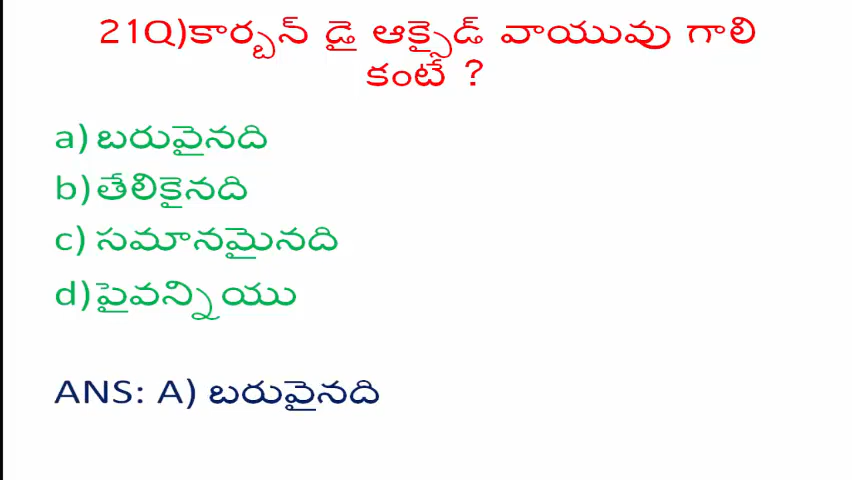 21Q)కార్బన్ డై ఆక్సైడ్ వాయువు గాలి
కంటే ?
a) బరువైనది
b) తేలికైనది
c) సమానమైనది
d) పైవన్నియు
ANS: A) బరువైనది